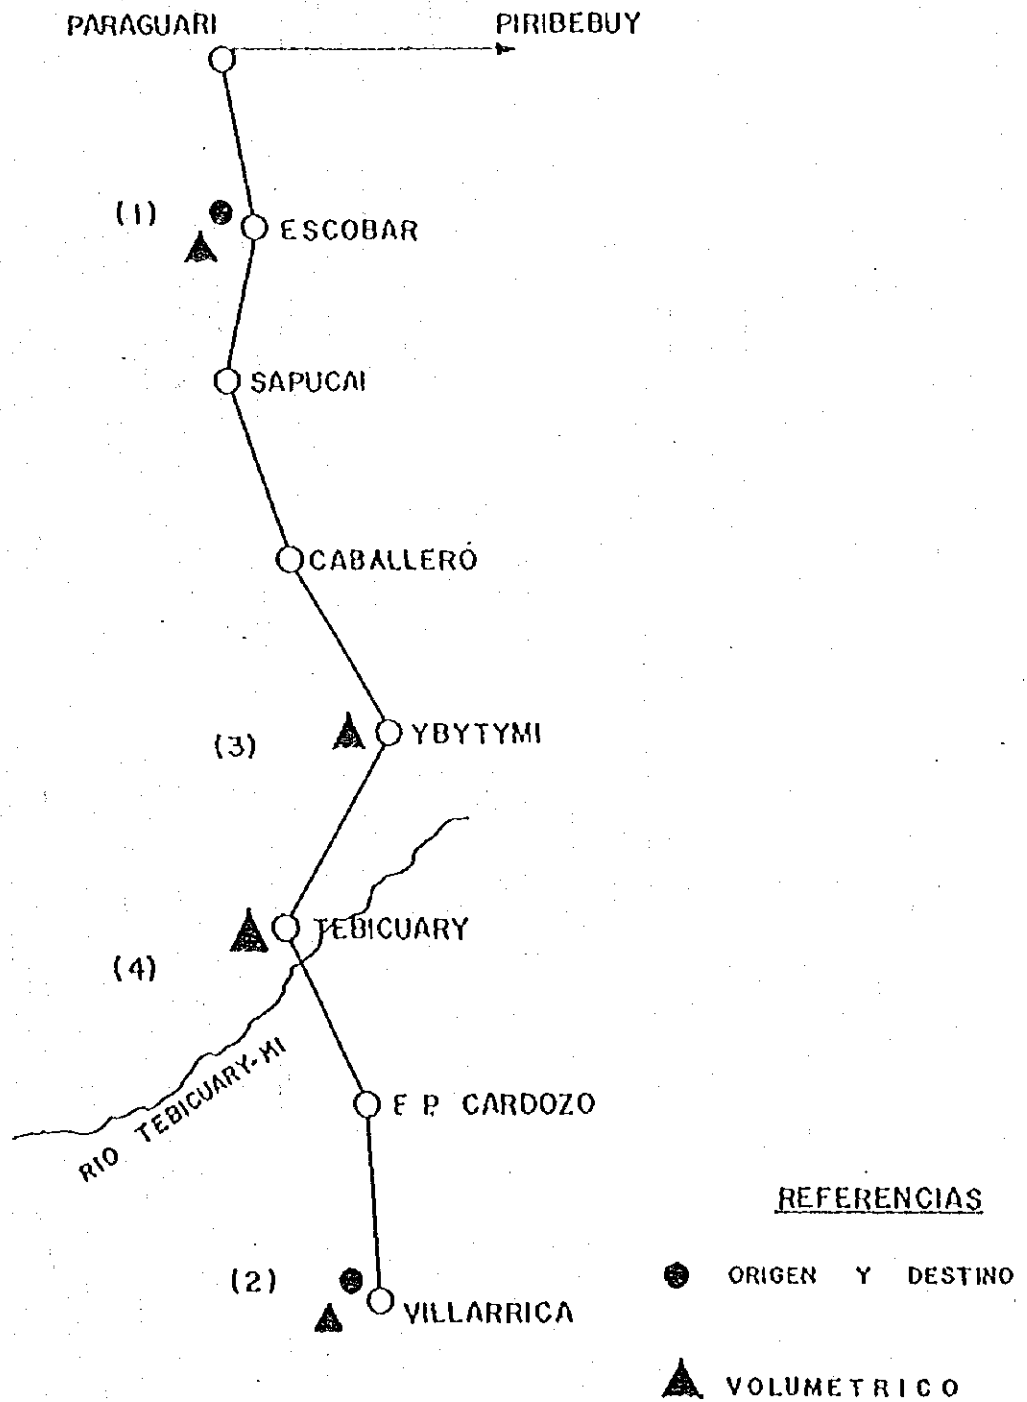 PARAGUARI
PIRIBEBUY
(1)
ESCOBAR
SAPUCAI
CABALLERÓ
(3)
YBYTYMI
TEBICUARY
(4)
RIO TEBICUARY-MI
F P. CARDOZO
(2)
VILLARRICA
REFERENCIAS
ORIGEN Y DESTINO
VOLUMETRICO